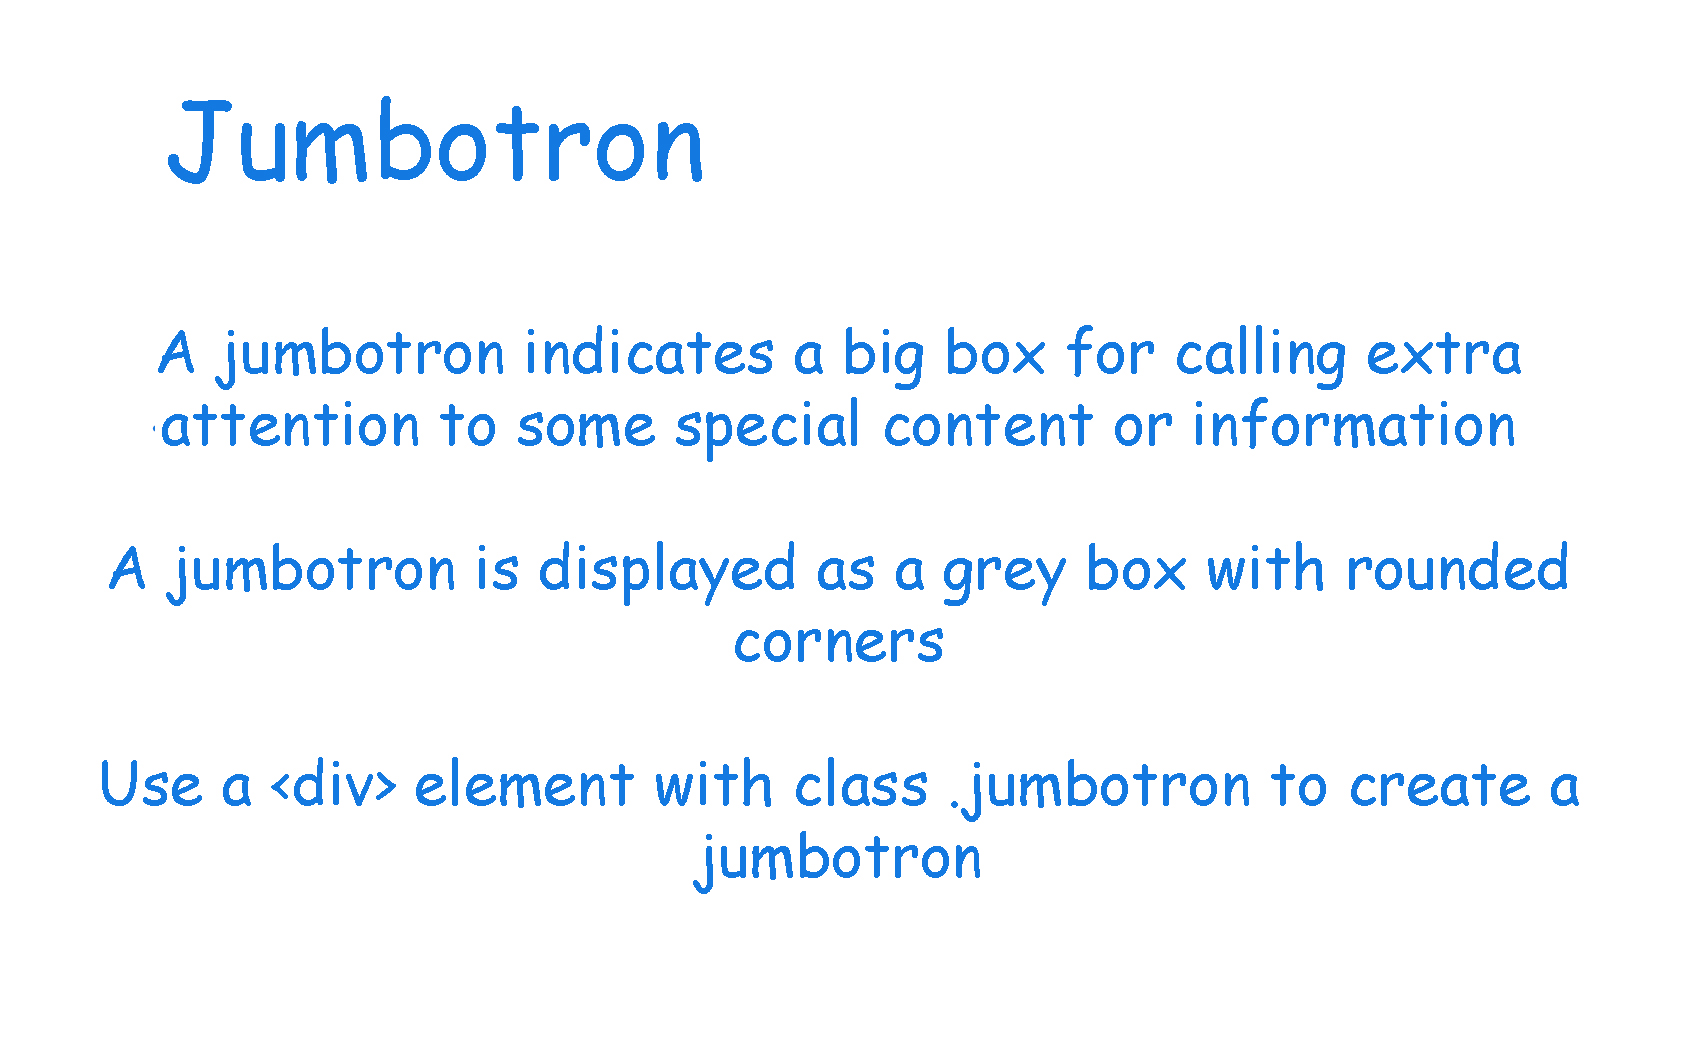 Jumbotron
A jumbotron indicates a big box for calling extra
attention to some special content or information
A jumbotron is displayed as a grey box with rounded
corners
Use a <div> element with class .jumbotron to create a
jumbotron